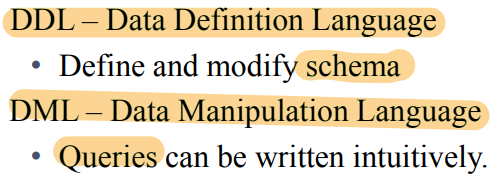 DDL – Data Definition Language
• Define and modify schema
DML – Data Manipulation Language
• Queries can be written intuitively.